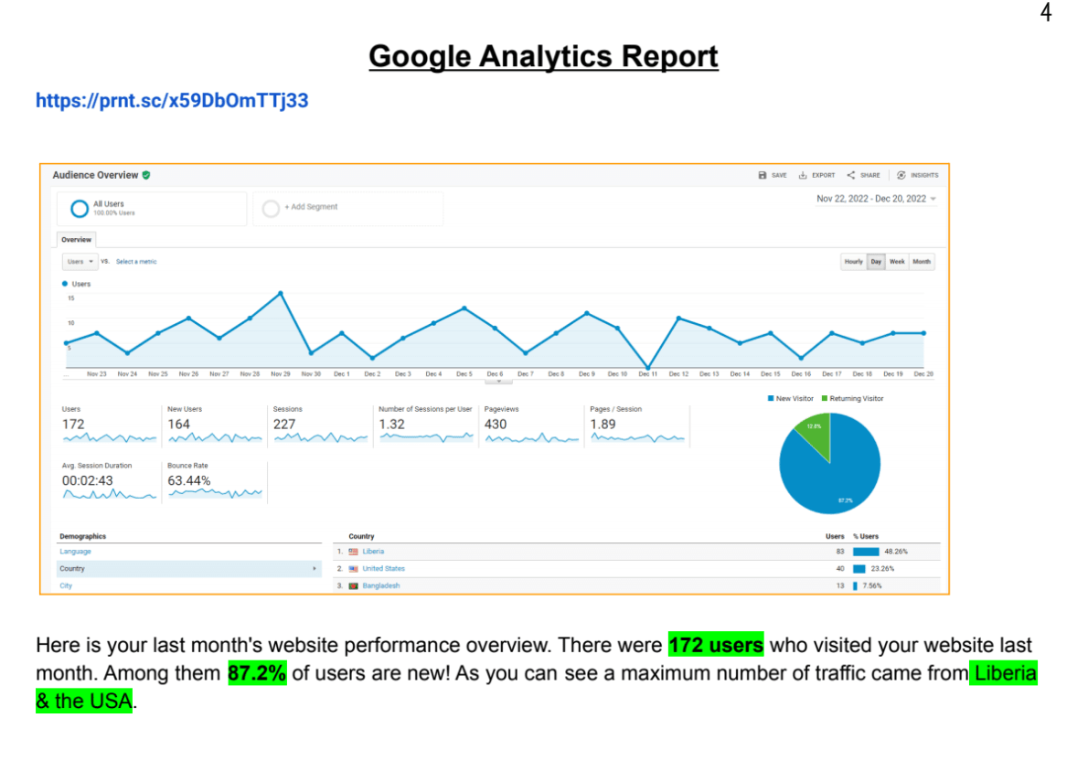 4
Google Analytics Report
https://prnt.sc/x59DbOmTTj33
Audience Overview
SAVE EXPORT SHARE INSIGHTS
Nov 22, 2022 - Dec 20, 2022
All Users
100.00% Users
+ Add Segment
Overview
Users vs. Select a metric
Hourly Day Week Month
Users
15
10
5
... Nov 23 Nov 24 Nov 25 Nov 26 Nov 27 Nov 28 Nov 29 Nov 30 Dec 1 Dec 2 Dec 3 Dec 4 Dec 5 Dec 6 Dec 7 Dec 8 Dec 9 Dec 10 Dec 11 Dec 12 Dec 13 Dec 14 Dec 15 Dec 16 Dec 17 Dec 18 Dec 19 Dec 20
New Visitor Returning Visitor
Users New Users Sessions Number of Sessions per User Pageviews Pages / Session
172 164 227 1.32 430 1.89
12.8%
87.2%
Avg. Session Duration Bounce Rate
00:02:43 63.44%
Demographics
Language
Country
City
Country Users % Users
1. Liberia 83 48.26%
2. United States 40 23.26%
3. Bangladesh 13 7.56%
Here is your last month's website performance overview. There were 172 users who visited your website last
month. Among them 87.2% of users are new! As you can see a maximum number of traffic came from Liberia
& the USA.